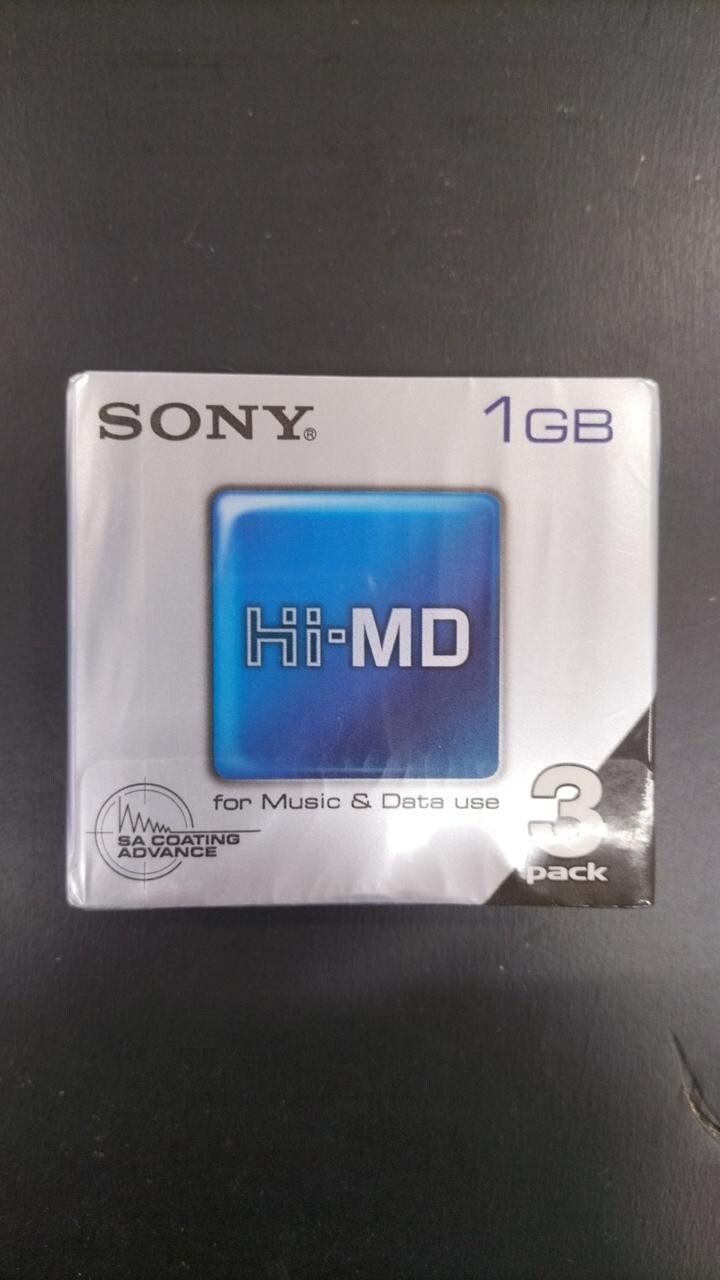 SONY®
1GB
Hi-MD
for Music & Data use
SA COATING
ADVANCE
3
pack